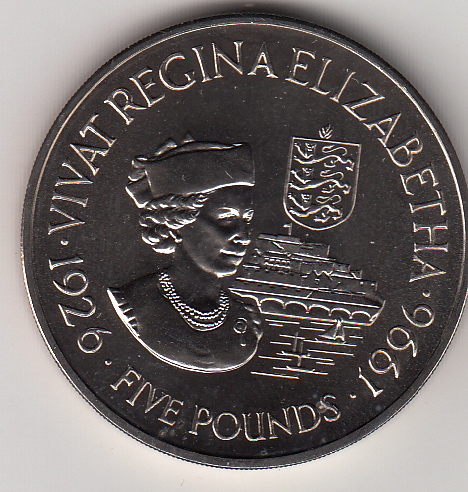 1926 · VIVAT REGINA ELIZABETHA · 1996
· FIVE POUNDS ·